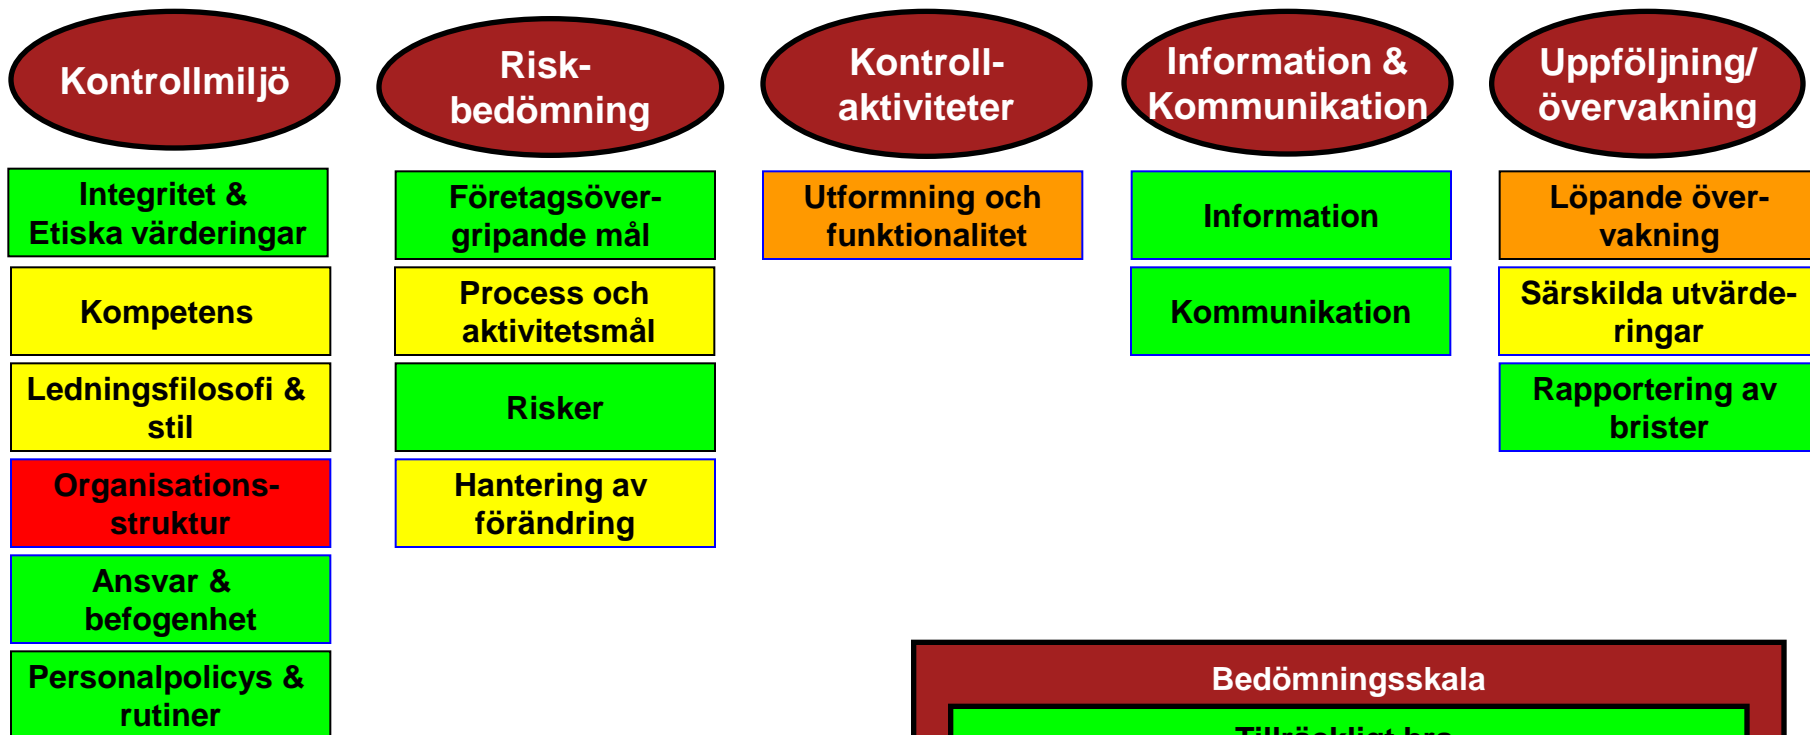 Kontrollmiljö
Integritet &
Etiska värderingar
Kompetens
Ledningsfilosofi &
stil
Organisations-
struktur
Ansvar &
befogenhet
Personalpolicys &
rutiner
Risk-
bedömning
Företagsöver-
gripande mål
Process och
aktivitetsmål
Risker
Hantering av
förändring
Kontroll-
aktiviteter
Utformning och
funktionalitet
Information &
Kommunikation
Information
Kommunikation
Uppföljning/
övervakning
Löpande över-
vakning
Särskilda utvärde-
ringar
Rapportering av
brister
Bedömningsskala
Tillräckligt bra